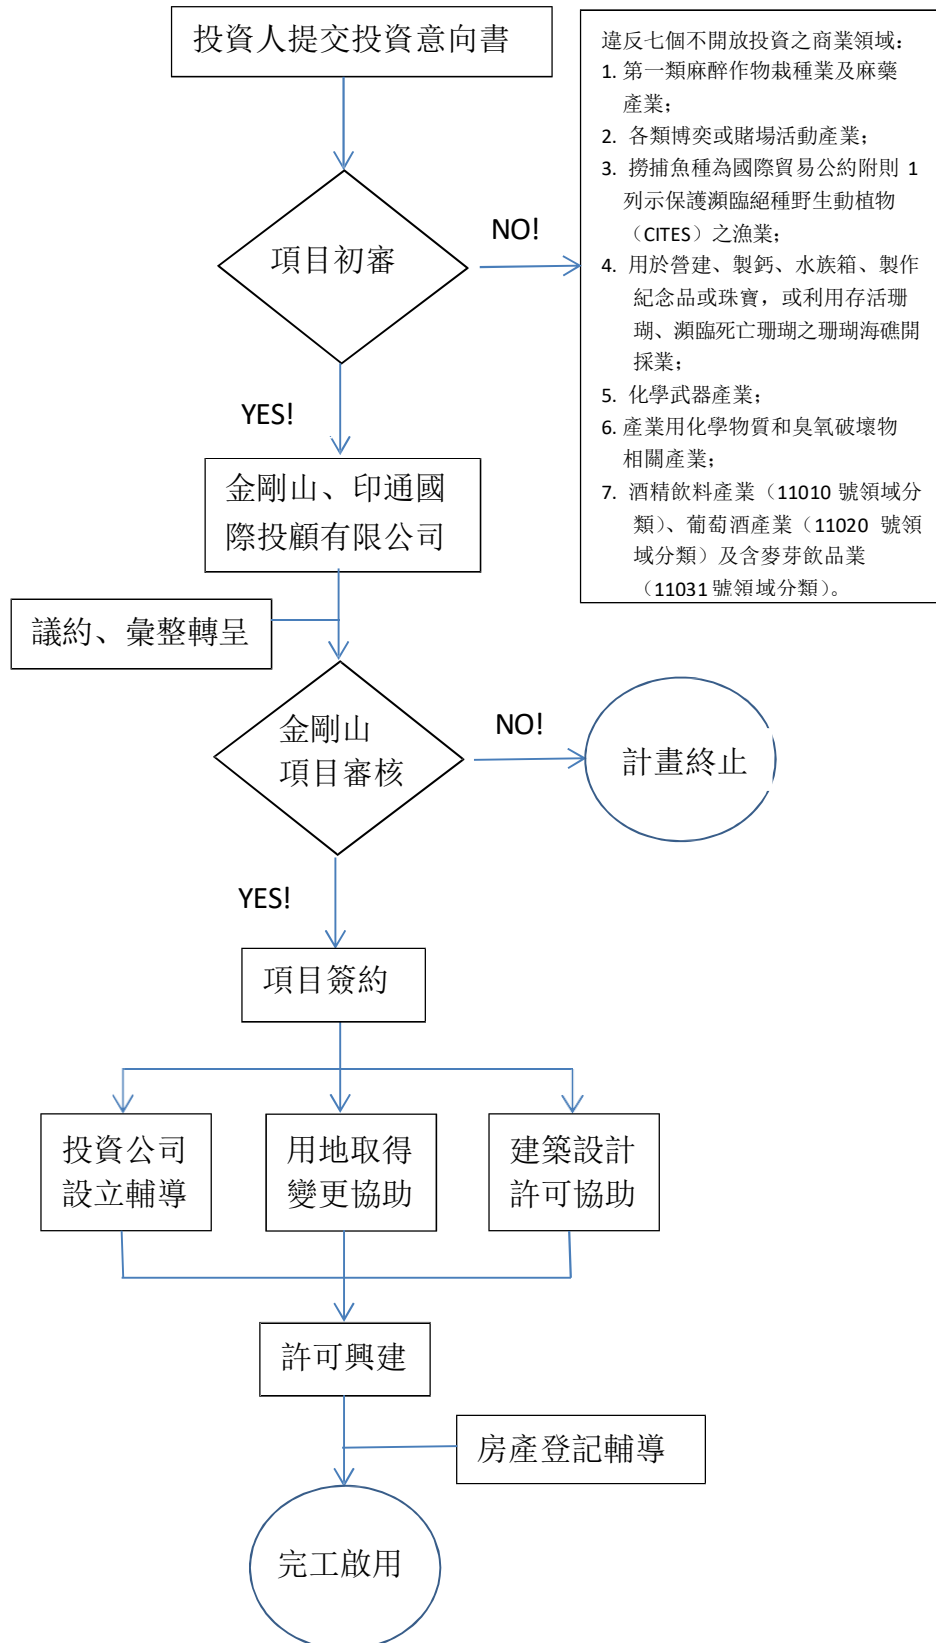 投資人提交投資意向書
違反七個不開放投資之商業領域：
1. 第一類麻醉作物栽種業及麻藥
產業；
2. 各類博奕或賭場活動產業；
3. 撈捕魚種為國際貿易公約附則 1
列示保護瀕臨絕種野生動植物
（CITES）之漁業；
4. 用於營建、製鈣、水族箱、製作
紀念品或珠寶，或利用存活珊
瑚、瀕臨死亡珊瑚之珊瑚海礁開
採業；
5. 化學武器產業；
6. 產業用化學物質和臭氧破壞物
相關產業；
7. 酒精飲料產業（11010 號領域分
類）、葡萄酒產業（11020 號領
域分類）及含麥芽飲品業
（11031 號領域分類）。
項目初審
NO!
YES!
金剛山、印通國
際投顧有限公司
議約、彙整轉呈
金剛山
項目審核
NO!
計畫終止
YES!
項目簽約
投資公司
設立輔導
用地取得
變更協助
建築設計
許可協助
許可興建
房產登記輔導
完工啟用